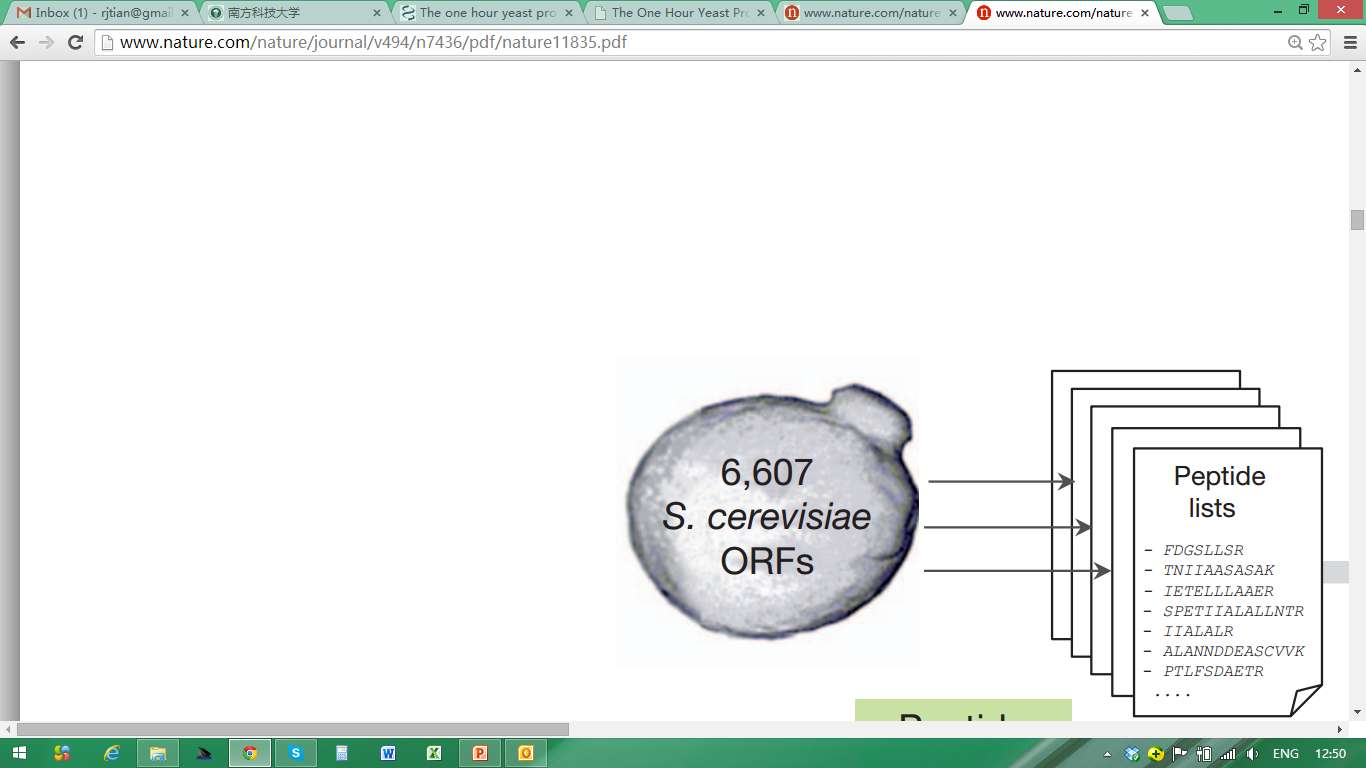 Inbox (1) - rjtian@gmai
南方科技大学
The one hour yeast pro
The One Hour Yeast Pro
www.nature.com/nature
www.nature.com/nature
www.nature.com/nature/journal/v494/n7436/pdf/nature11835.pdf
6,607
S. cerevisiae
ORFs
Peptide
lists
- FDGSLLSR
- TNIIAASASAK
- IETELLLAAER
- SPETIIALALLNTR
- IIALALR
- ALANNDDEASCVVK
- PTLFSDAETR
....
ENG
12:50